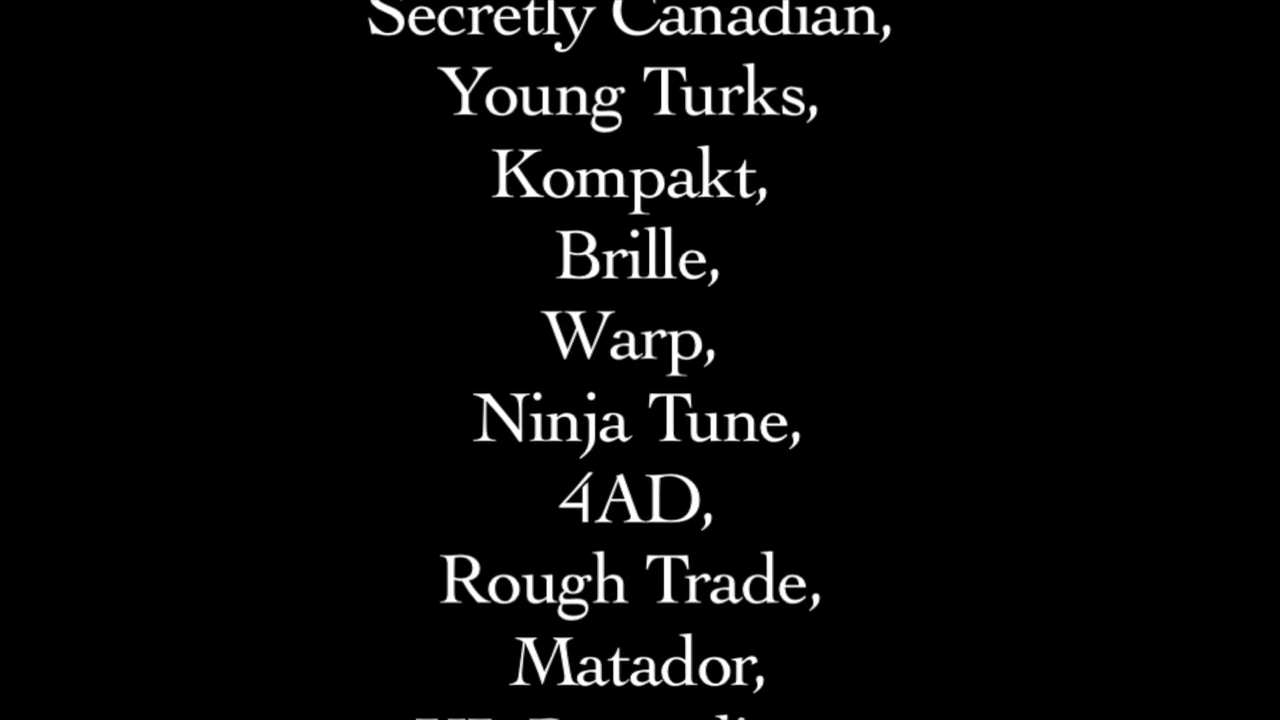 Secretly Canadian,
Young Turks,
Kompakt,
Brille,
Warp,
Ninja Tune,
4AD,
Rough Trade,
Matador,